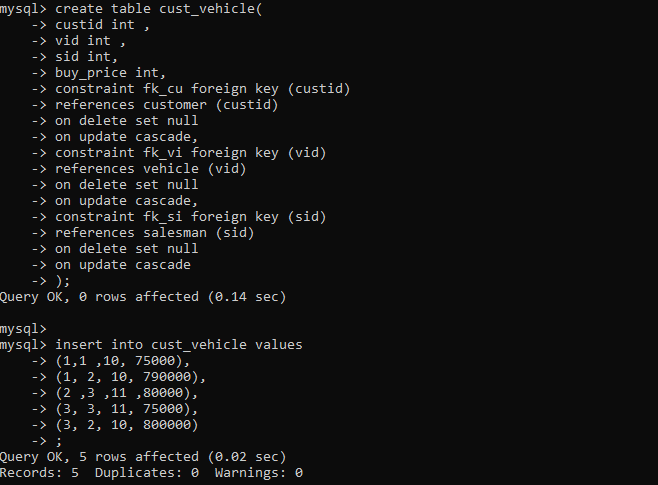 mysql> create table cust_vehicle(
    -> custid int ,
    -> vid int ,
    -> sid int,
    -> buy_price int,
    -> constraint fk_cu foreign key (custid)
    -> references customer (custid)
    -> on delete set null
    -> on update cascade,
    -> constraint fk_vi foreign key (vid)
    -> references vehicle (vid)
    -> on delete set null
    -> on update cascade,
    -> constraint fk_si foreign key (sid)
    -> references salesman (sid)
    -> on delete set null
    -> on update cascade
    -> );
Query OK, 0 rows affected (0.14 sec)

mysql>
mysql> insert into cust_vehicle values
    -> (1,1 ,10, 75000),
    -> (1, 2, 10, 790000),
    -> (2 ,3 ,11 ,80000),
    -> (3, 3, 11, 75000),
    -> (3, 2, 10, 800000)
    -> ;
Query OK, 5 rows affected (0.02 sec)
Records: 5  Duplicates: 0  Warnings: 0